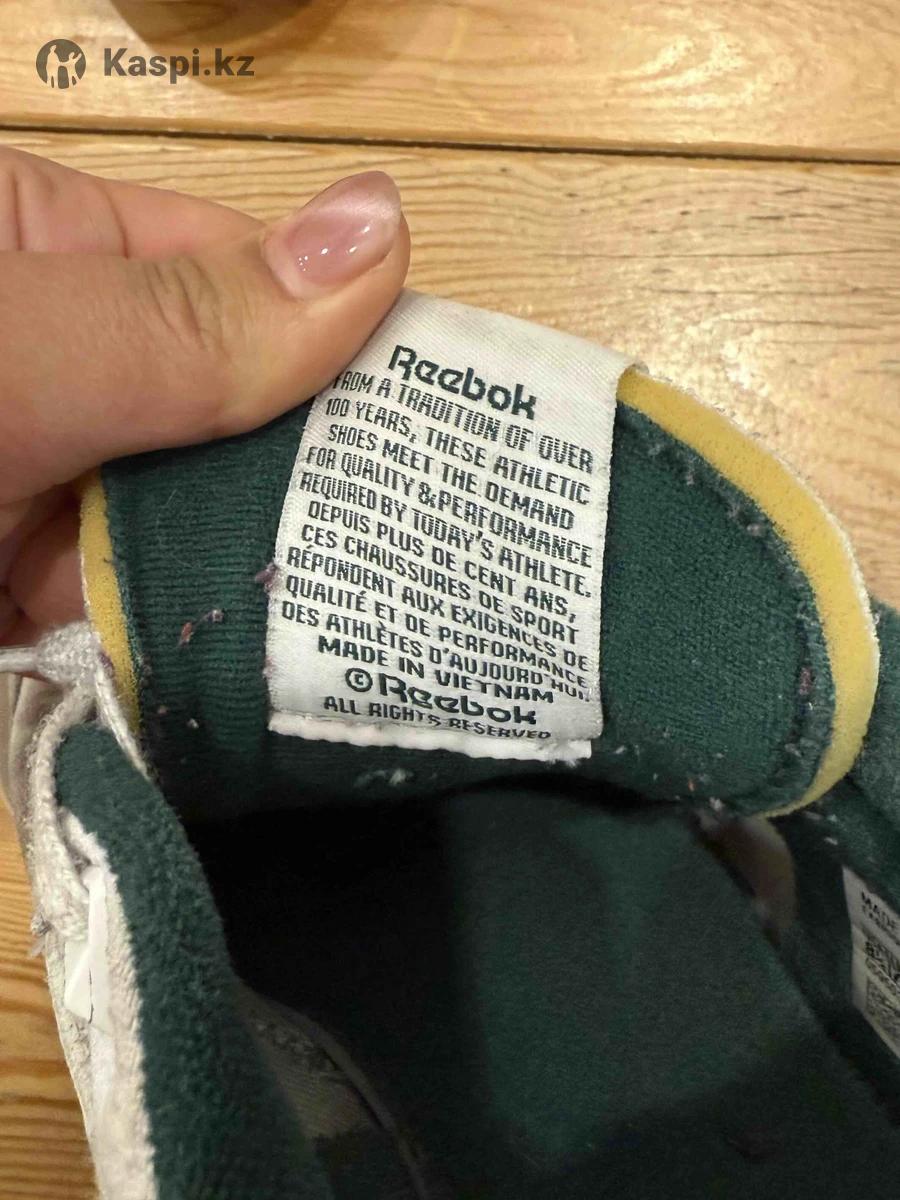 Kaspi.kz
Reebok
FROM A TRADITION OF OVER
100 YEARS, THESE ATHLETIC
SHOES MEET THE DEMAND
FOR QUALITY & PERFORMANCE
REQUIRED BY TODAY'S ATHLETE.
DEPUIS PLUS DE CENT ANS,
CES CHAUSSURES DE SPORT
RÉPONDENT AUX EXIGENCES DE
QUALITÉ ET DE PERFORMANCE
DES ATHLÈTES D'AUJOURD'HUI.
MADE IN VIETNAM
©Reebok
ALL RIGHTS RESERVED